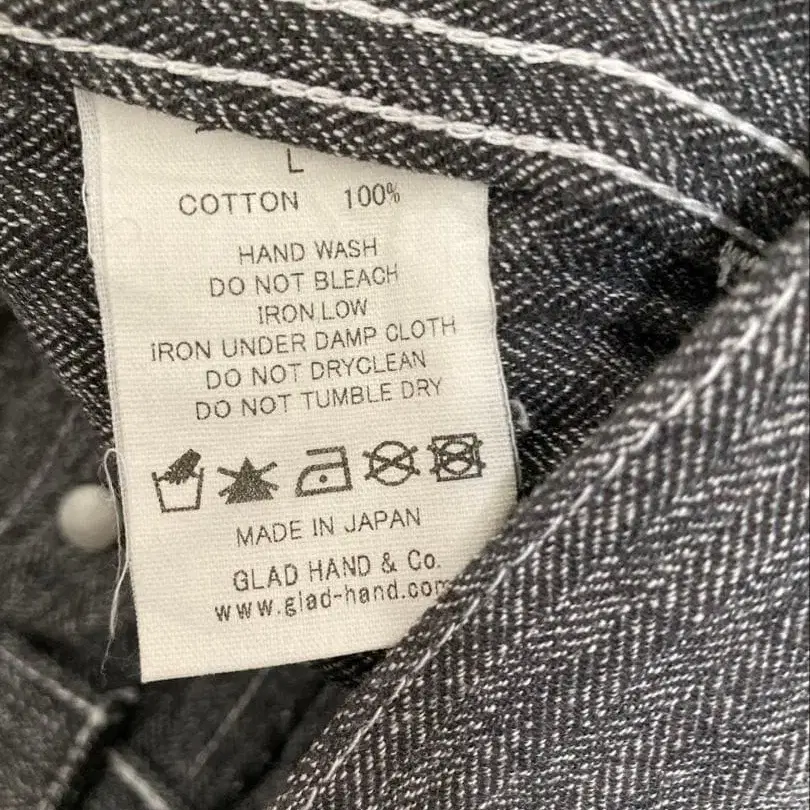 L
COTTON 100%
HAND WASH
DO NOT BLEACH
IRON LOW
IRON UNDER DAMP CLOTH
DO NOT DRYCLEAN
DO NOT TUMBLE DRY
MADE IN JAPAN
GLAD HAND & Co.
www.glad-hand.com